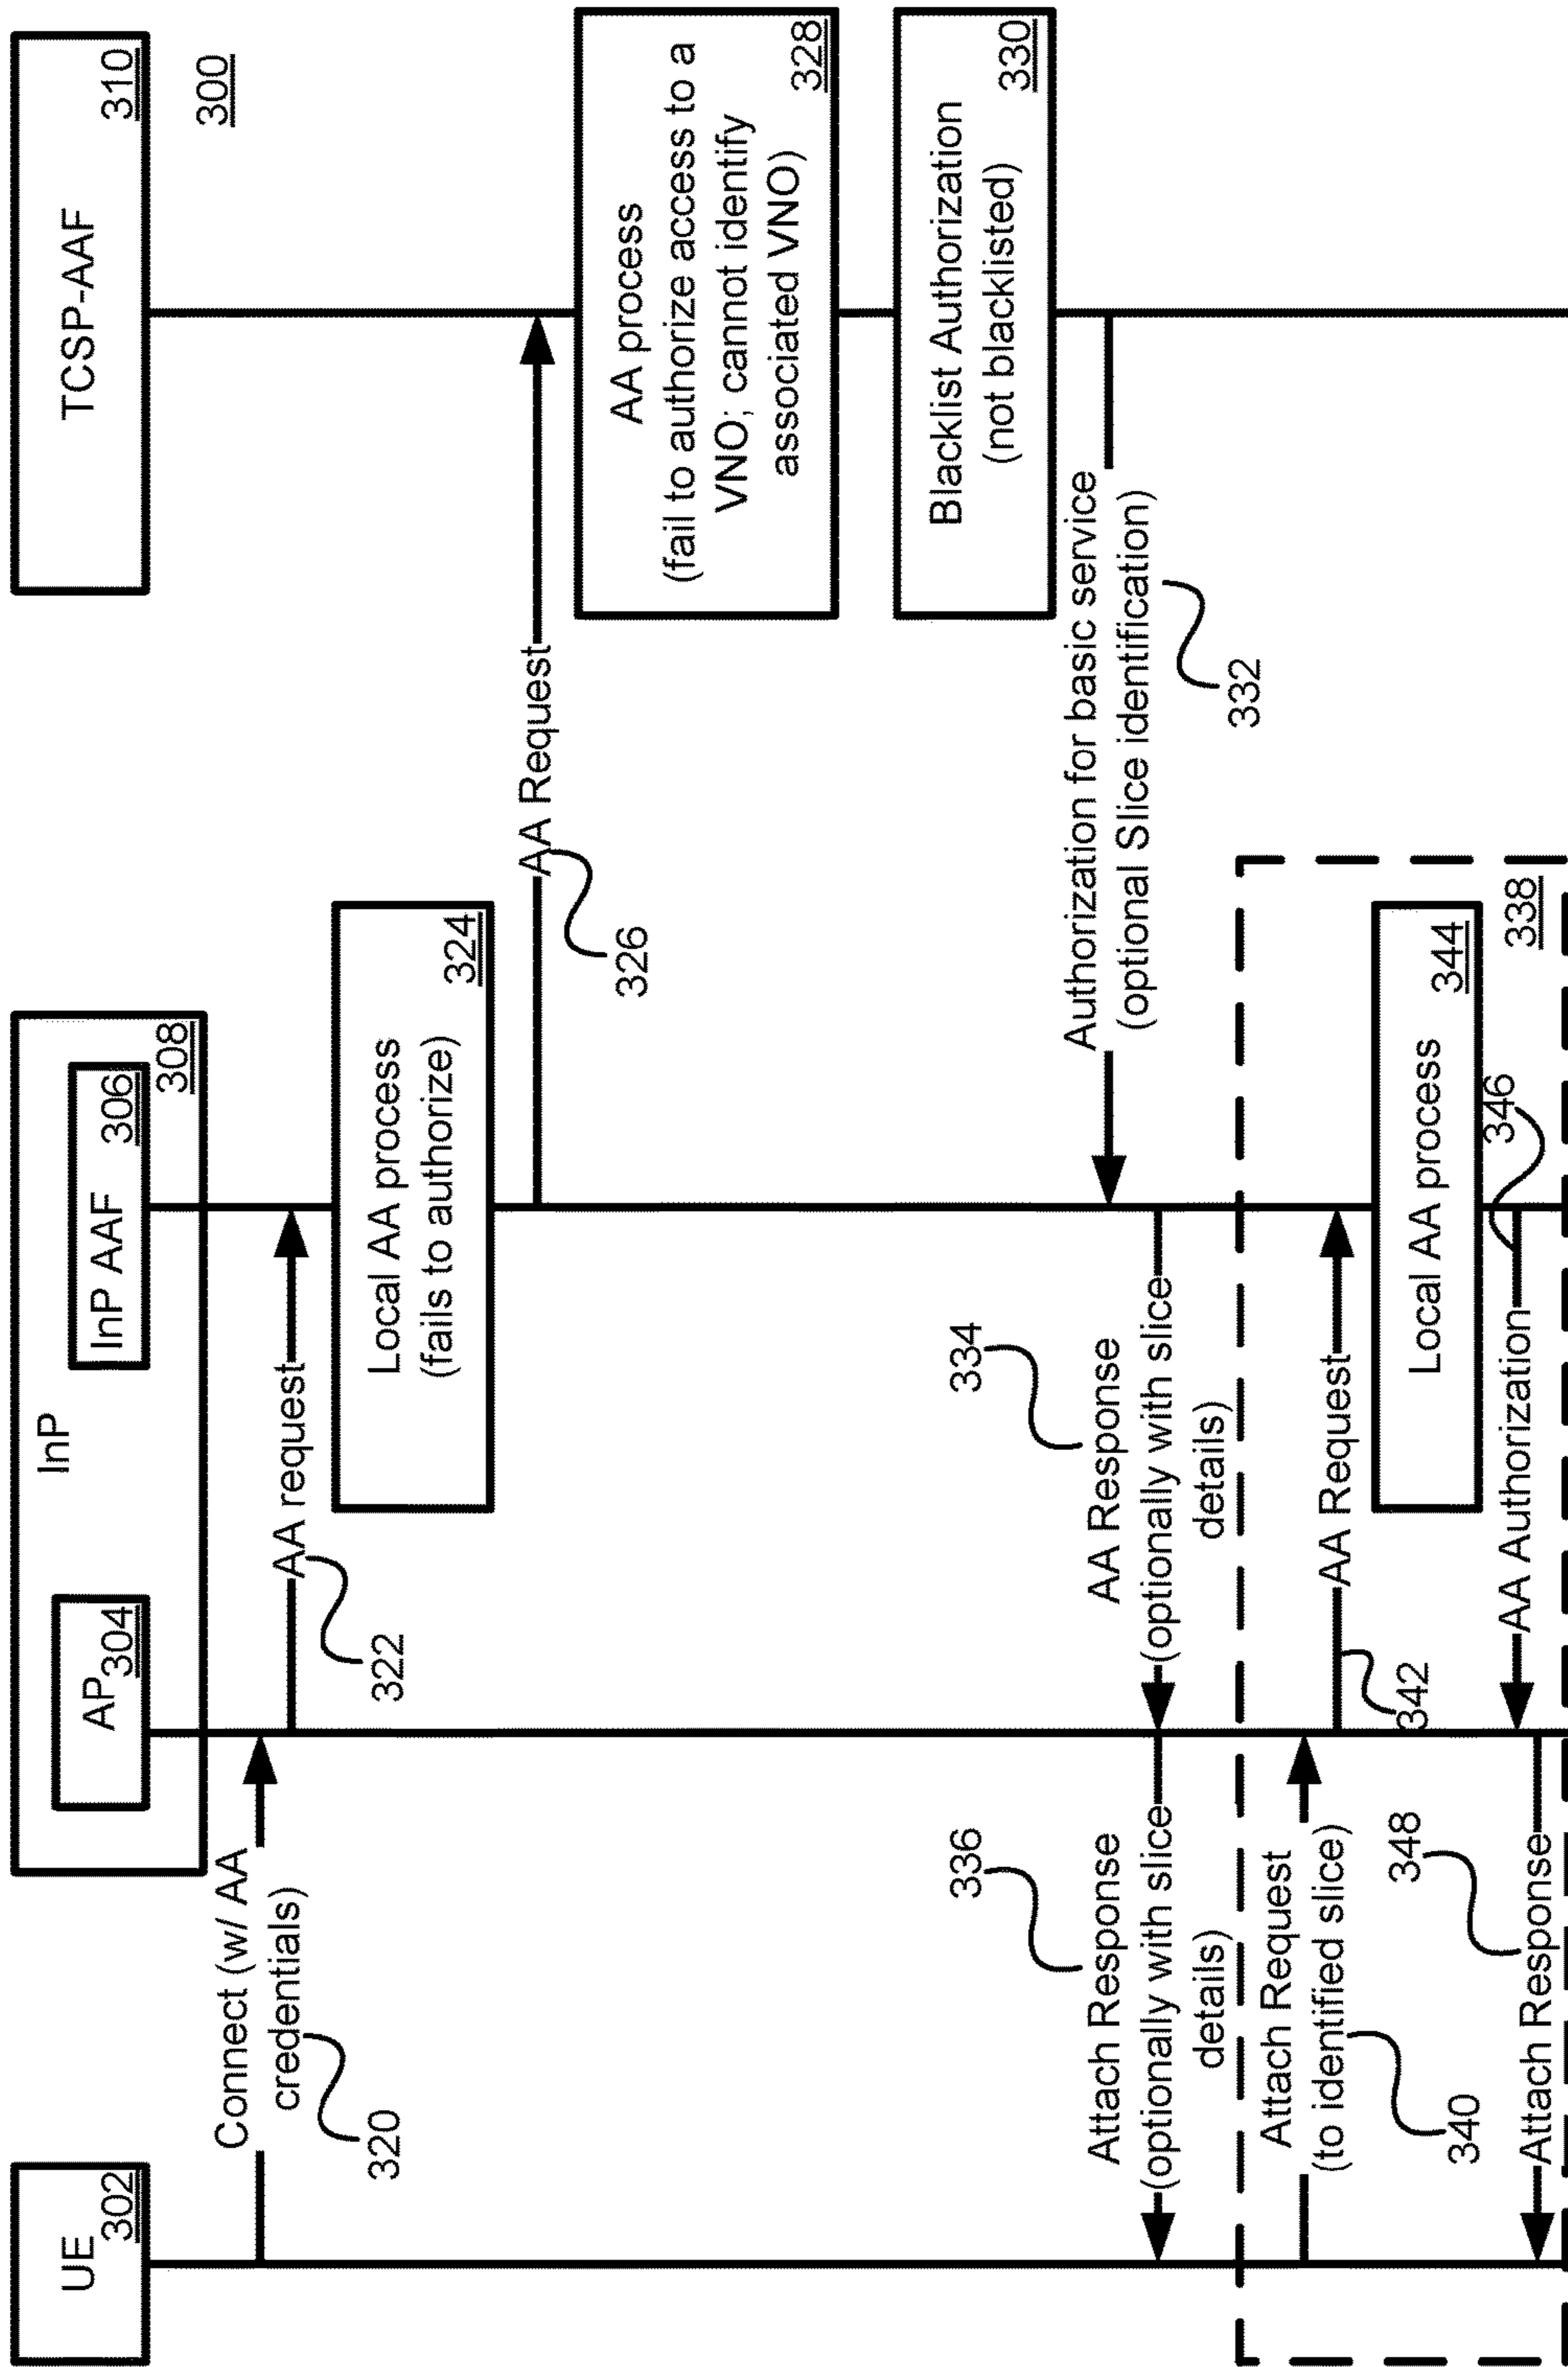 UE
302
InP
AP
304
InP AAF
306
308
TCSP-AAF
310
300
Connect (w/ AA
credentials)
320
AA request
322
Local AA process
(fails to authorize)
324
AA Request
326
AA process
(fail to authorize access to a
VNO; cannot identify
associated VNO)
328
Blacklist Authorization
(not blacklisted)
330
Authorization for basic service
(optional Slice identification)
332
334
AA Response
(optionally with slice
details)
336
Attach Response
(optionally with slice
details)
338
Attach Request
(to identified slice)
340
AA Request
342
Local AA process
344
346
AA Authorization
348
Attach Response